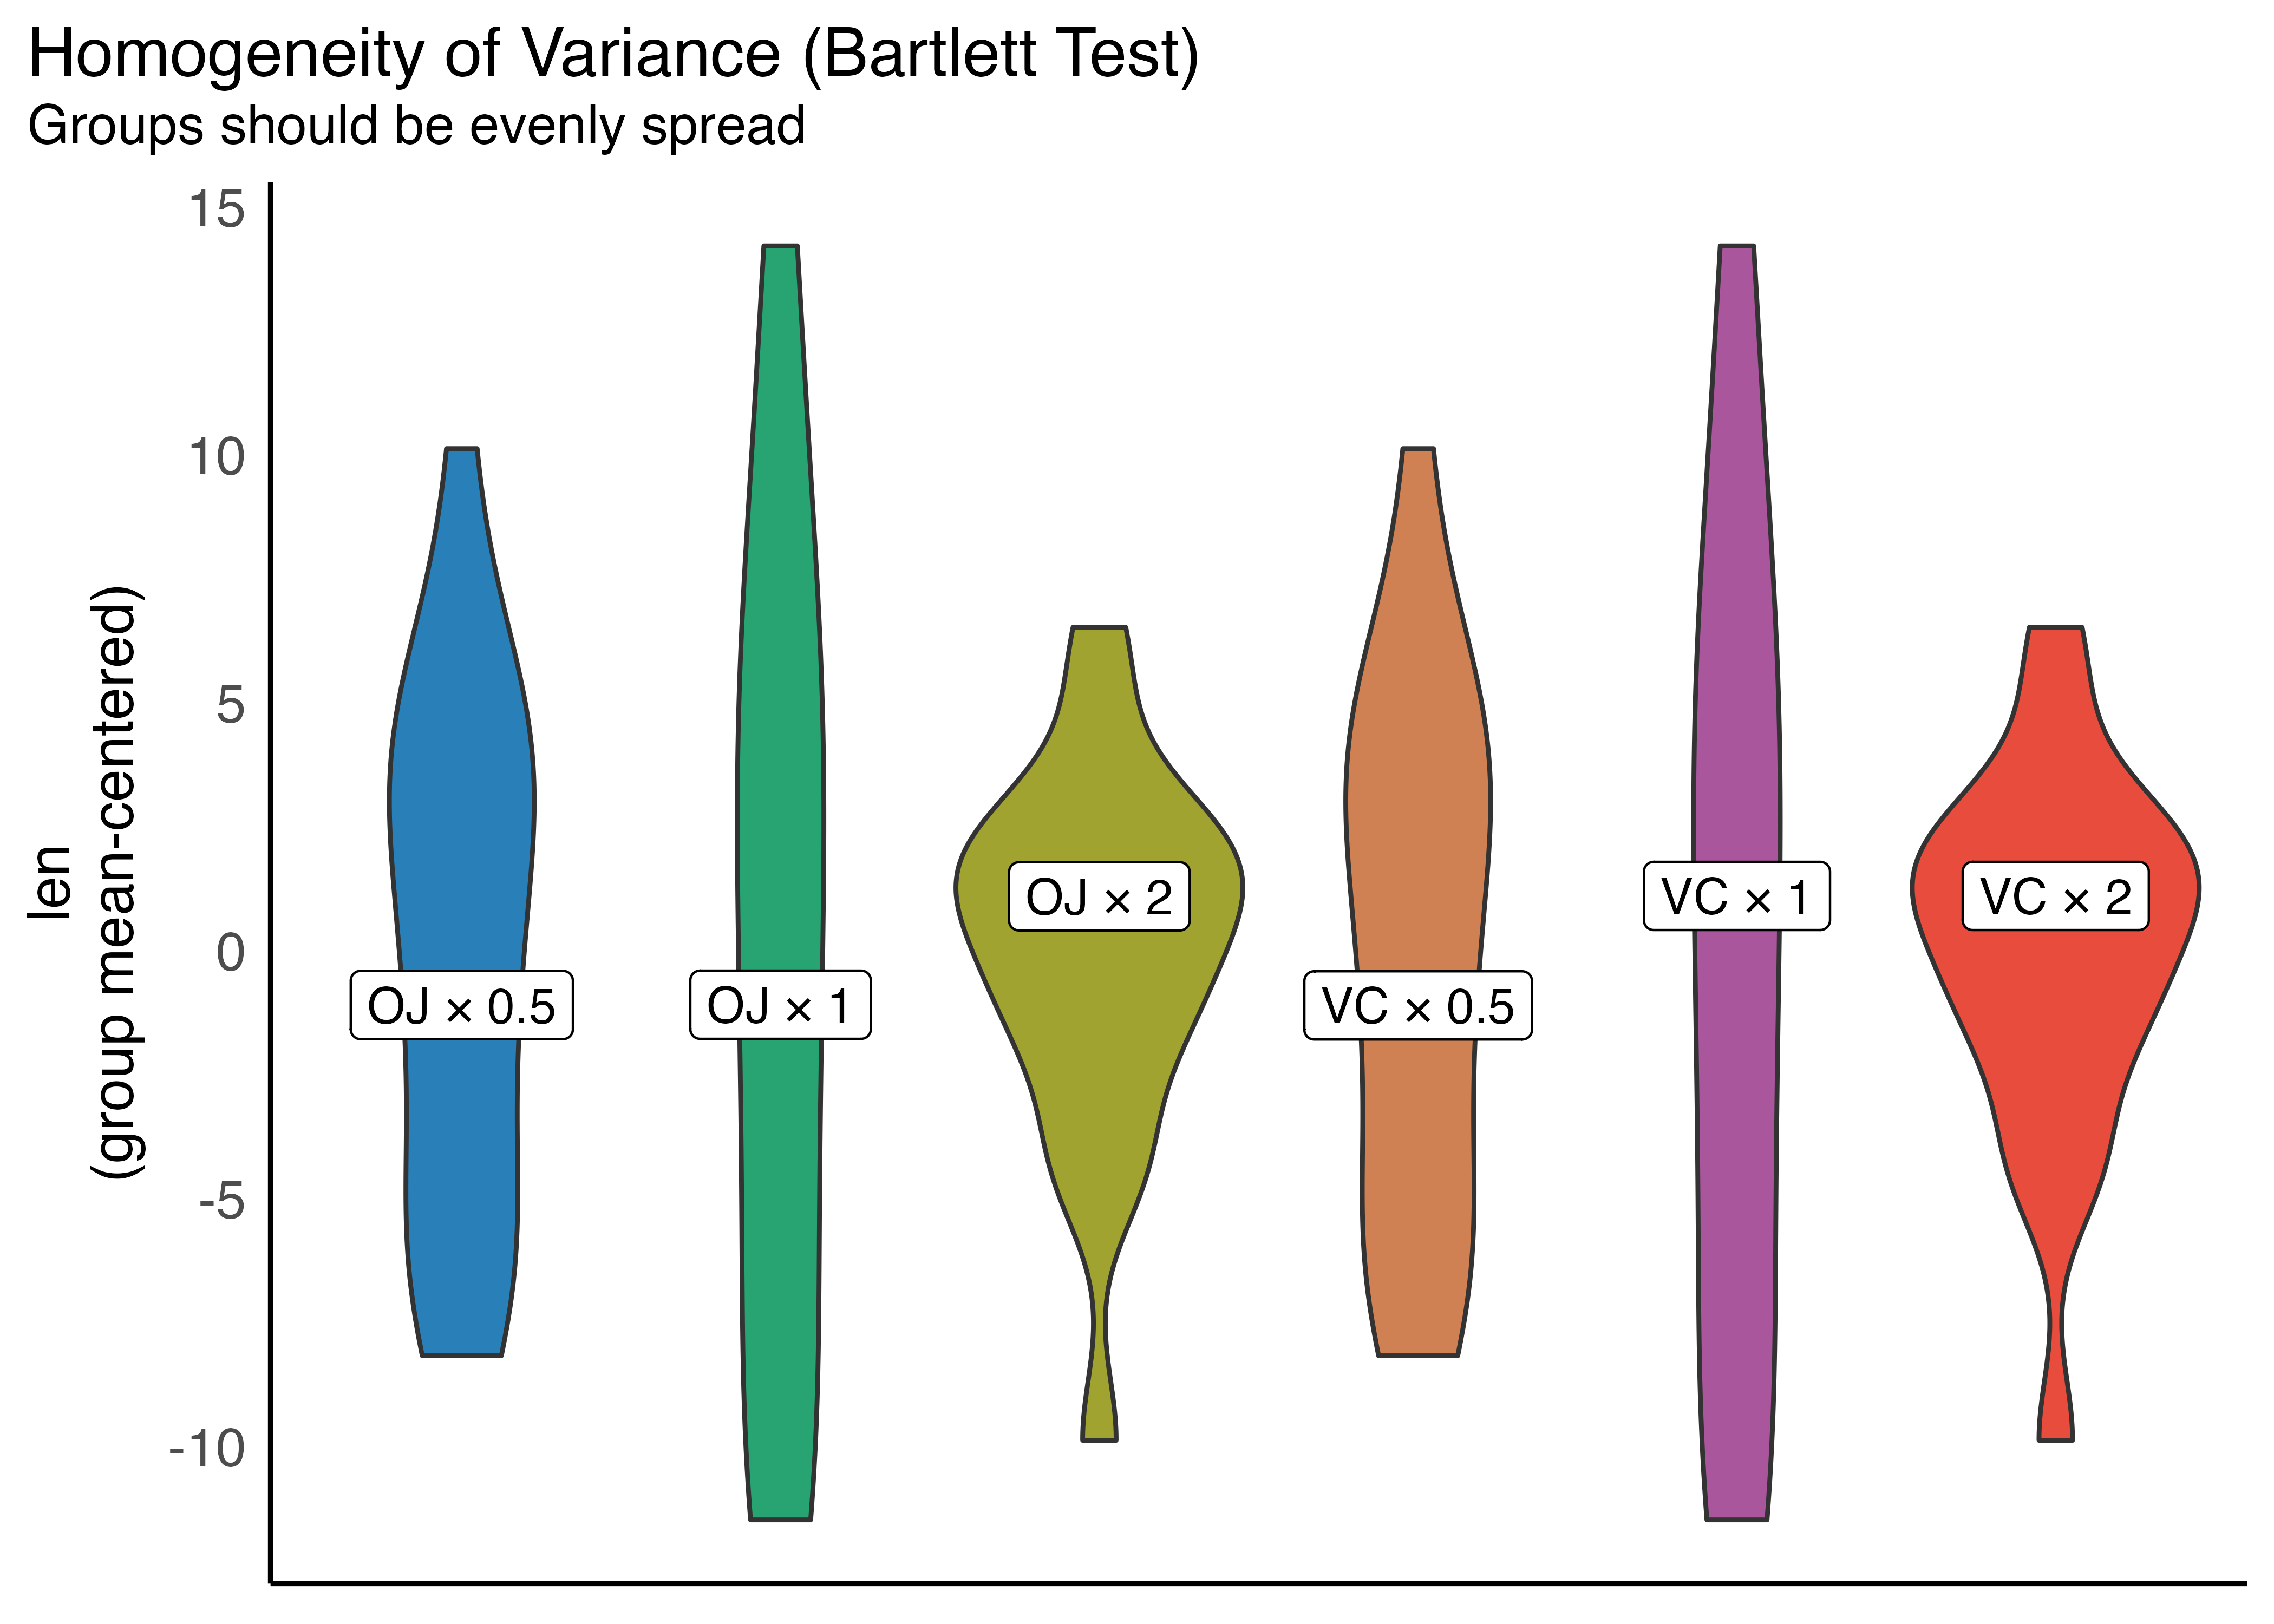 Homogeneity of Variance (Bartlett Test)
Groups should be evenly spread
len
(group mean-centered)
15
10
5
0
-5
-10
OJ × 0.5
OJ × 1
OJ × 2
VC × 0.5
VC × 1
VC × 2